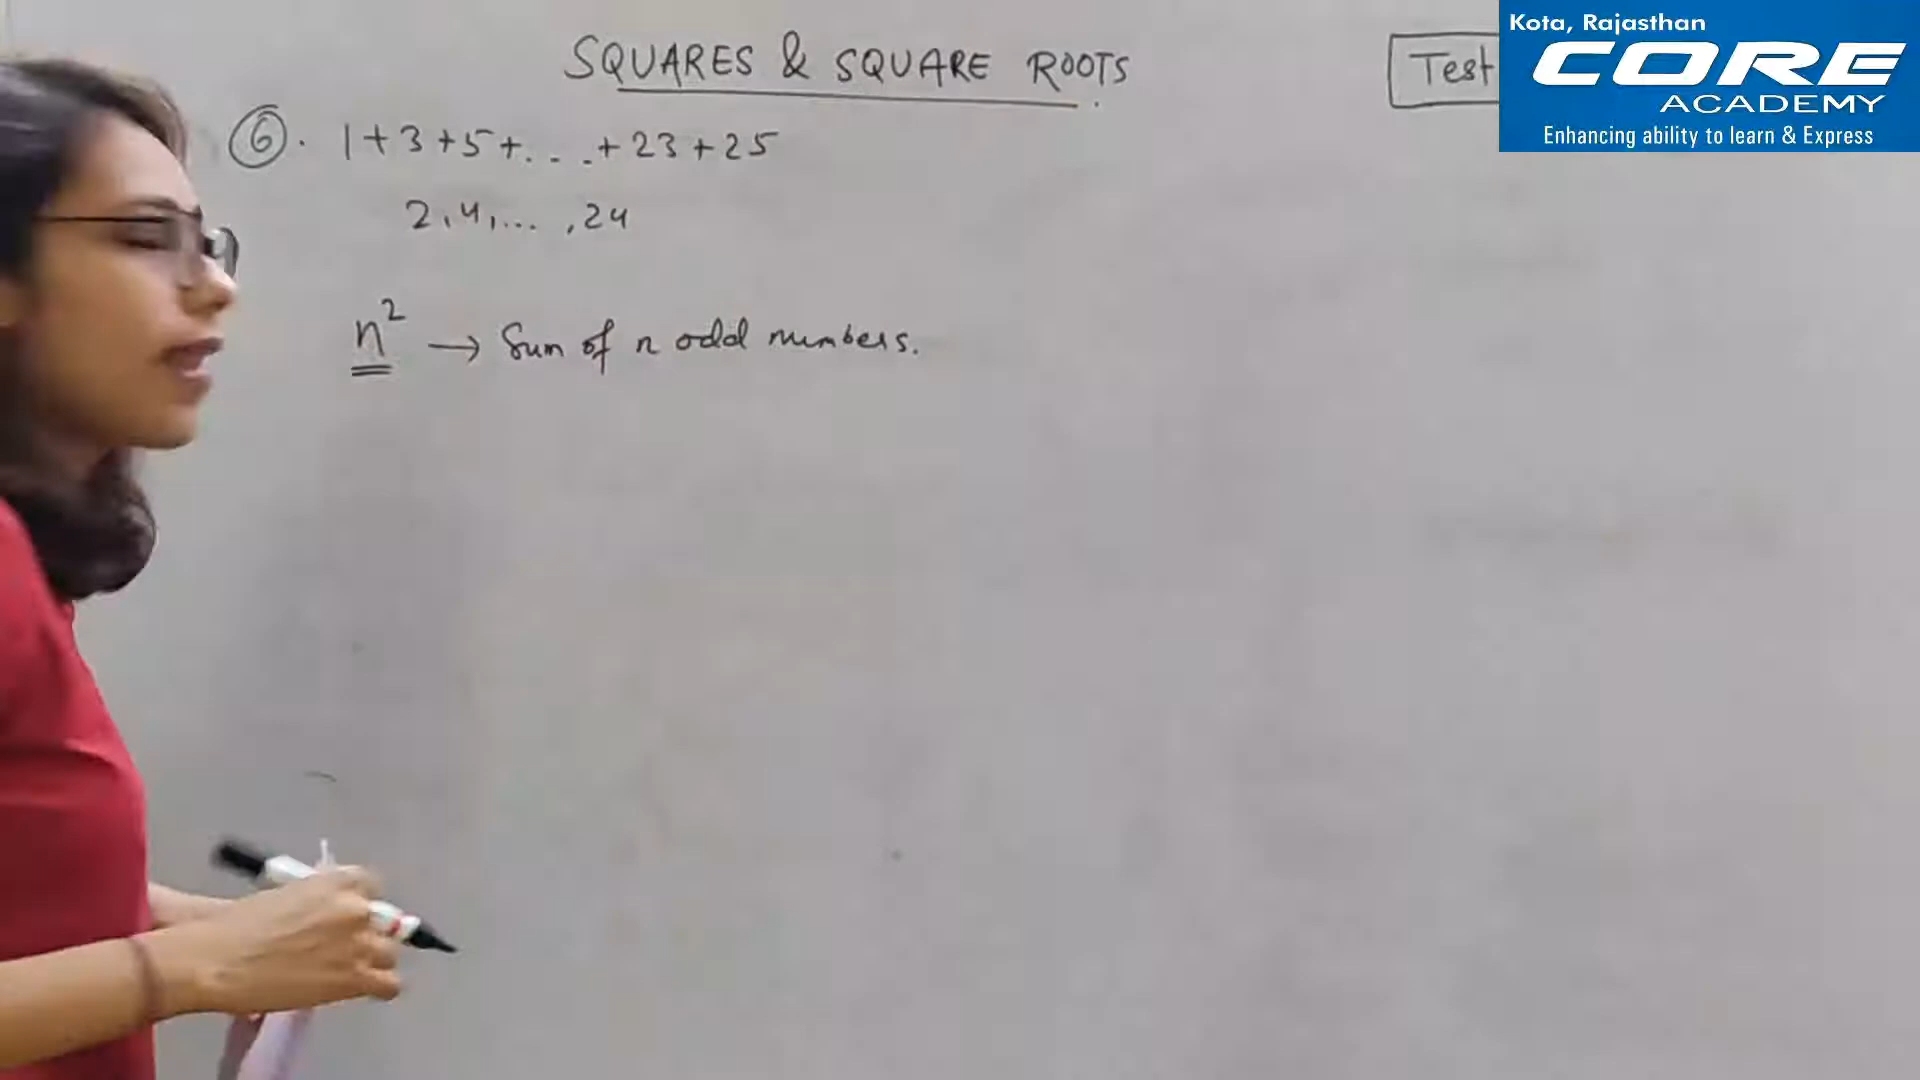 SQUARES & SQUARE ROOTS
Test
Kota, Rajasthan
CORE
ACADEMY
Enhancing ability to learn & Express
6. 1+3+5+...+23+25
2,4,...,24
n² → Sum of n odd numbers.